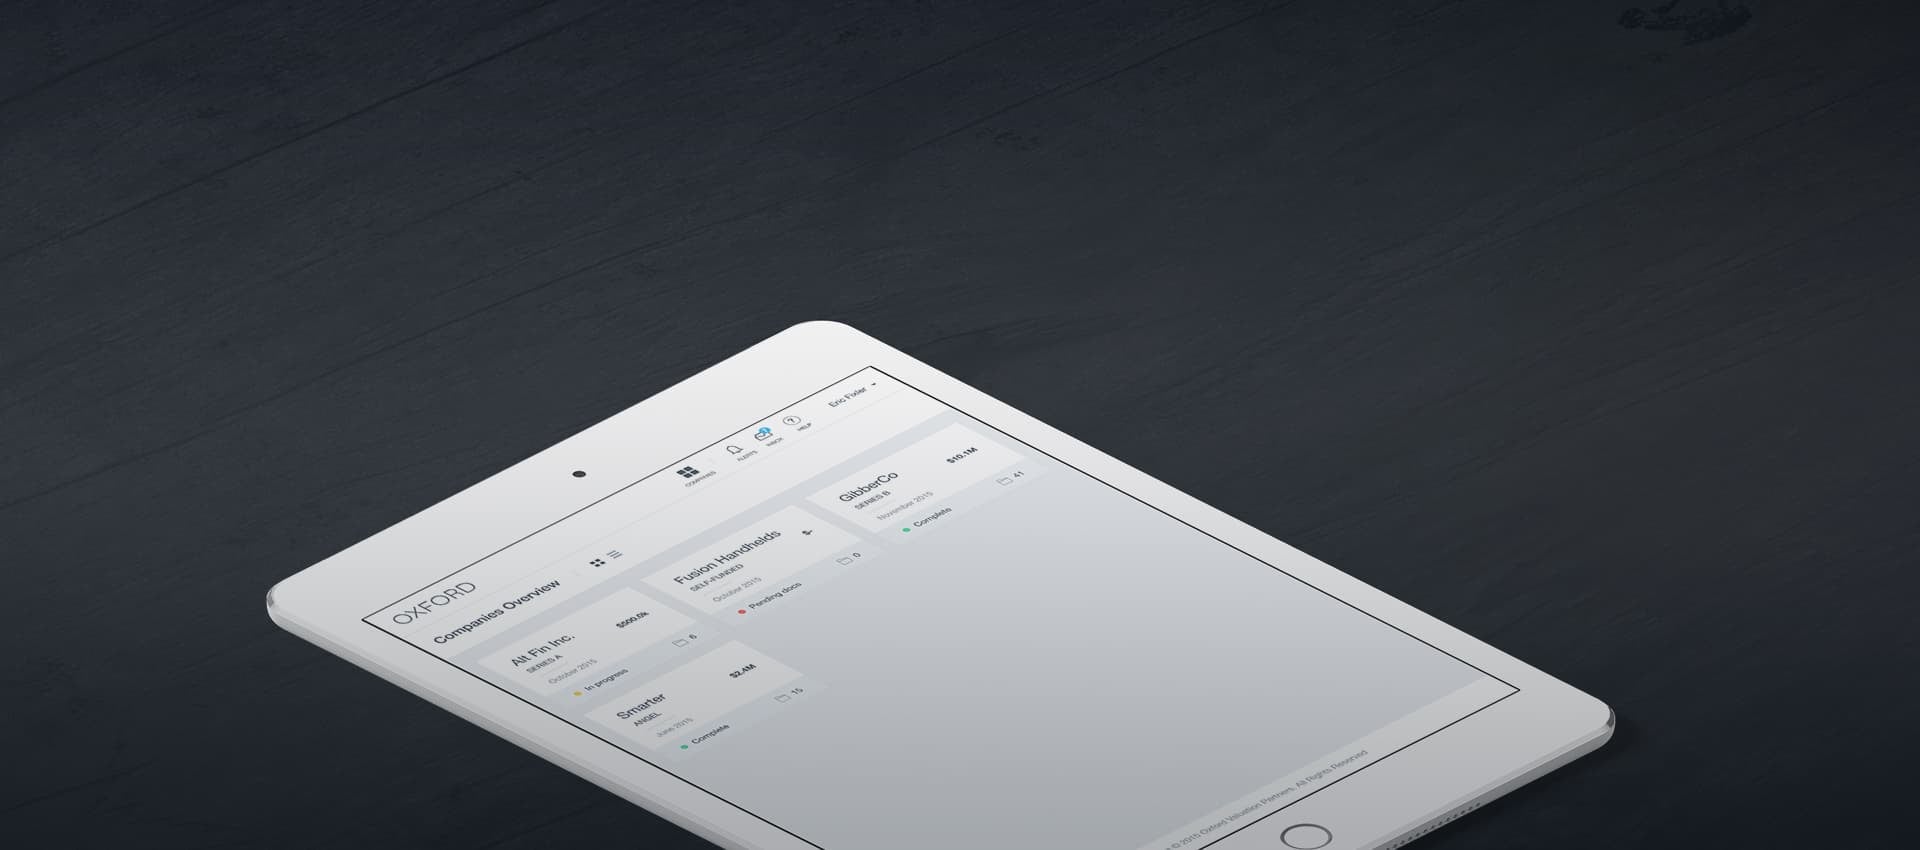 OXFORD
COMPANIES
ALERTS
INBOX
HELP
Eric Fixler
Companies Overview
Alt Fin Inc.
SERIES A
$500.0k
October 2015
In progress
6
Fusion Handhelds
SELF-FUNDED
$-
October 2015
Pending docs
0
GibberCo
SERIES B
$10.1M
November 2015
Complete
41
Smarter
ANGEL
$2.4M
June 2015
Complete
15
© 2015 Oxford Valuation Partners. All Rights Reserved